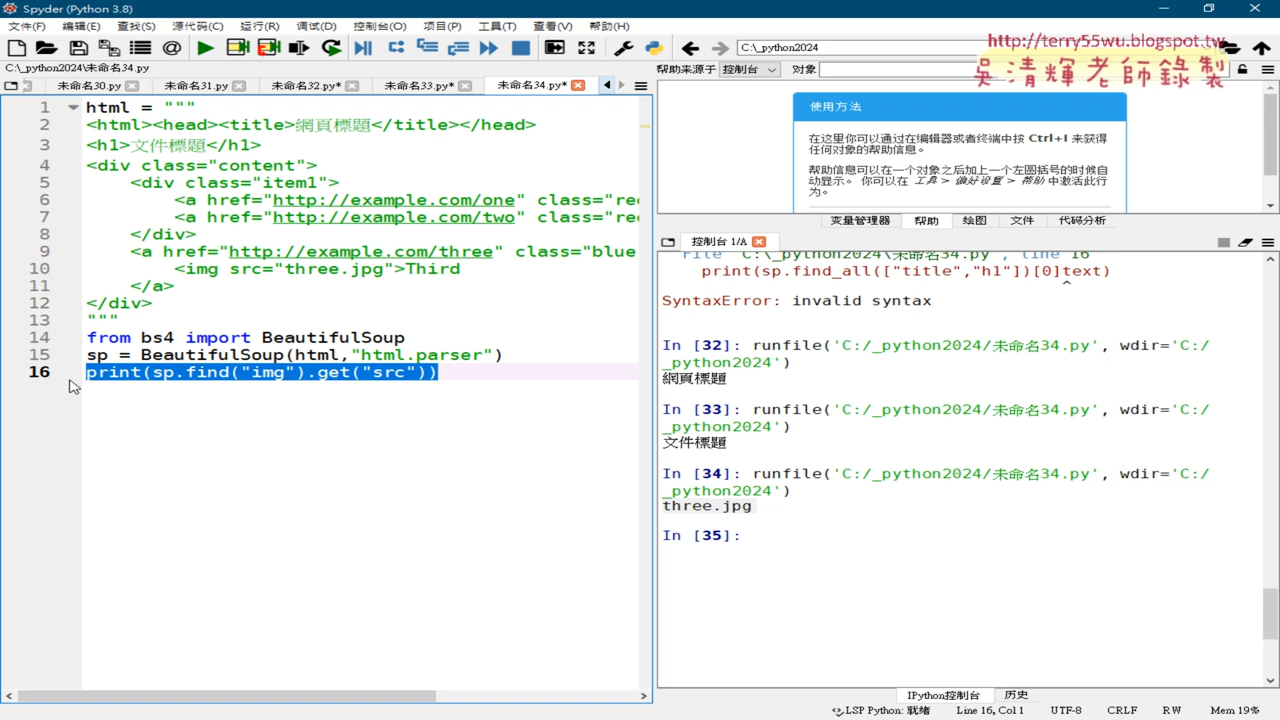 Spyder (Python 3.8)
文件(F) 编辑(E) 查找(S) 源代码(C) 运行(R) 调试(D) 控制台(O) 项目(P) 工具(T) 查看(V) 帮助(H)
C:\_python2024
http://terry55wu.blogspot.tw
吳清輝老師錄製
C:\_python2024\未命名34.py
帮助来源于 控制台 对象
未命名30.py 未命名31.py 未命名32.py* 未命名33.py* 未命名34.py*
1 html = """
2 <html><head><title>網頁標題</title></head>
3 <h1>文件標題</h1>
4 <div class="content">
5 <div class="item1">
6 <a href="http://example.com/one" class="re
7 <a href="http://example.com/two" class="re
8 </div>
9 <a href="http://example.com/three" class="blue
10 <img src="three.jpg">Third
11 </a>
12 </div>
13 """
14 from bs4 import BeautifulSoup
15 sp = BeautifulSoup(html,"html.parser")
16 print(sp.find("img").get("src"))
使用方法
在这里你可以通过在编辑器或者终端中按 Ctrl+I 来获得
任何对象的帮助信息。
帮助信息可以在一个对象之后加上一个左圆括号的时候自
动显示。 你可以在 工具 > 偏好设置 > 帮助 中激活此行
为。
变量管理器 帮助 绘图 文件 代码分析
控制台 1/A
File "C:\_python2024\未命名34.py", line 16
print(sp.find_all(["title","h1"])[0]text)
^
SyntaxError: invalid syntax
In [32]: runfile('C:/_python2024/未命名34.py', wdir='C:/
_python2024')
網頁標題
In [33]: runfile('C:/_python2024/未命名34.py', wdir='C:/
_python2024')
文件標題
In [34]: runfile('C:/_python2024/未命名34.py', wdir='C:/
_python2024')
three.jpg
In [35]:
IPython控制台 历史
LSP Python: 就绪 Line 16, Col 1 UTF-8 CRLF RW Mem 19%